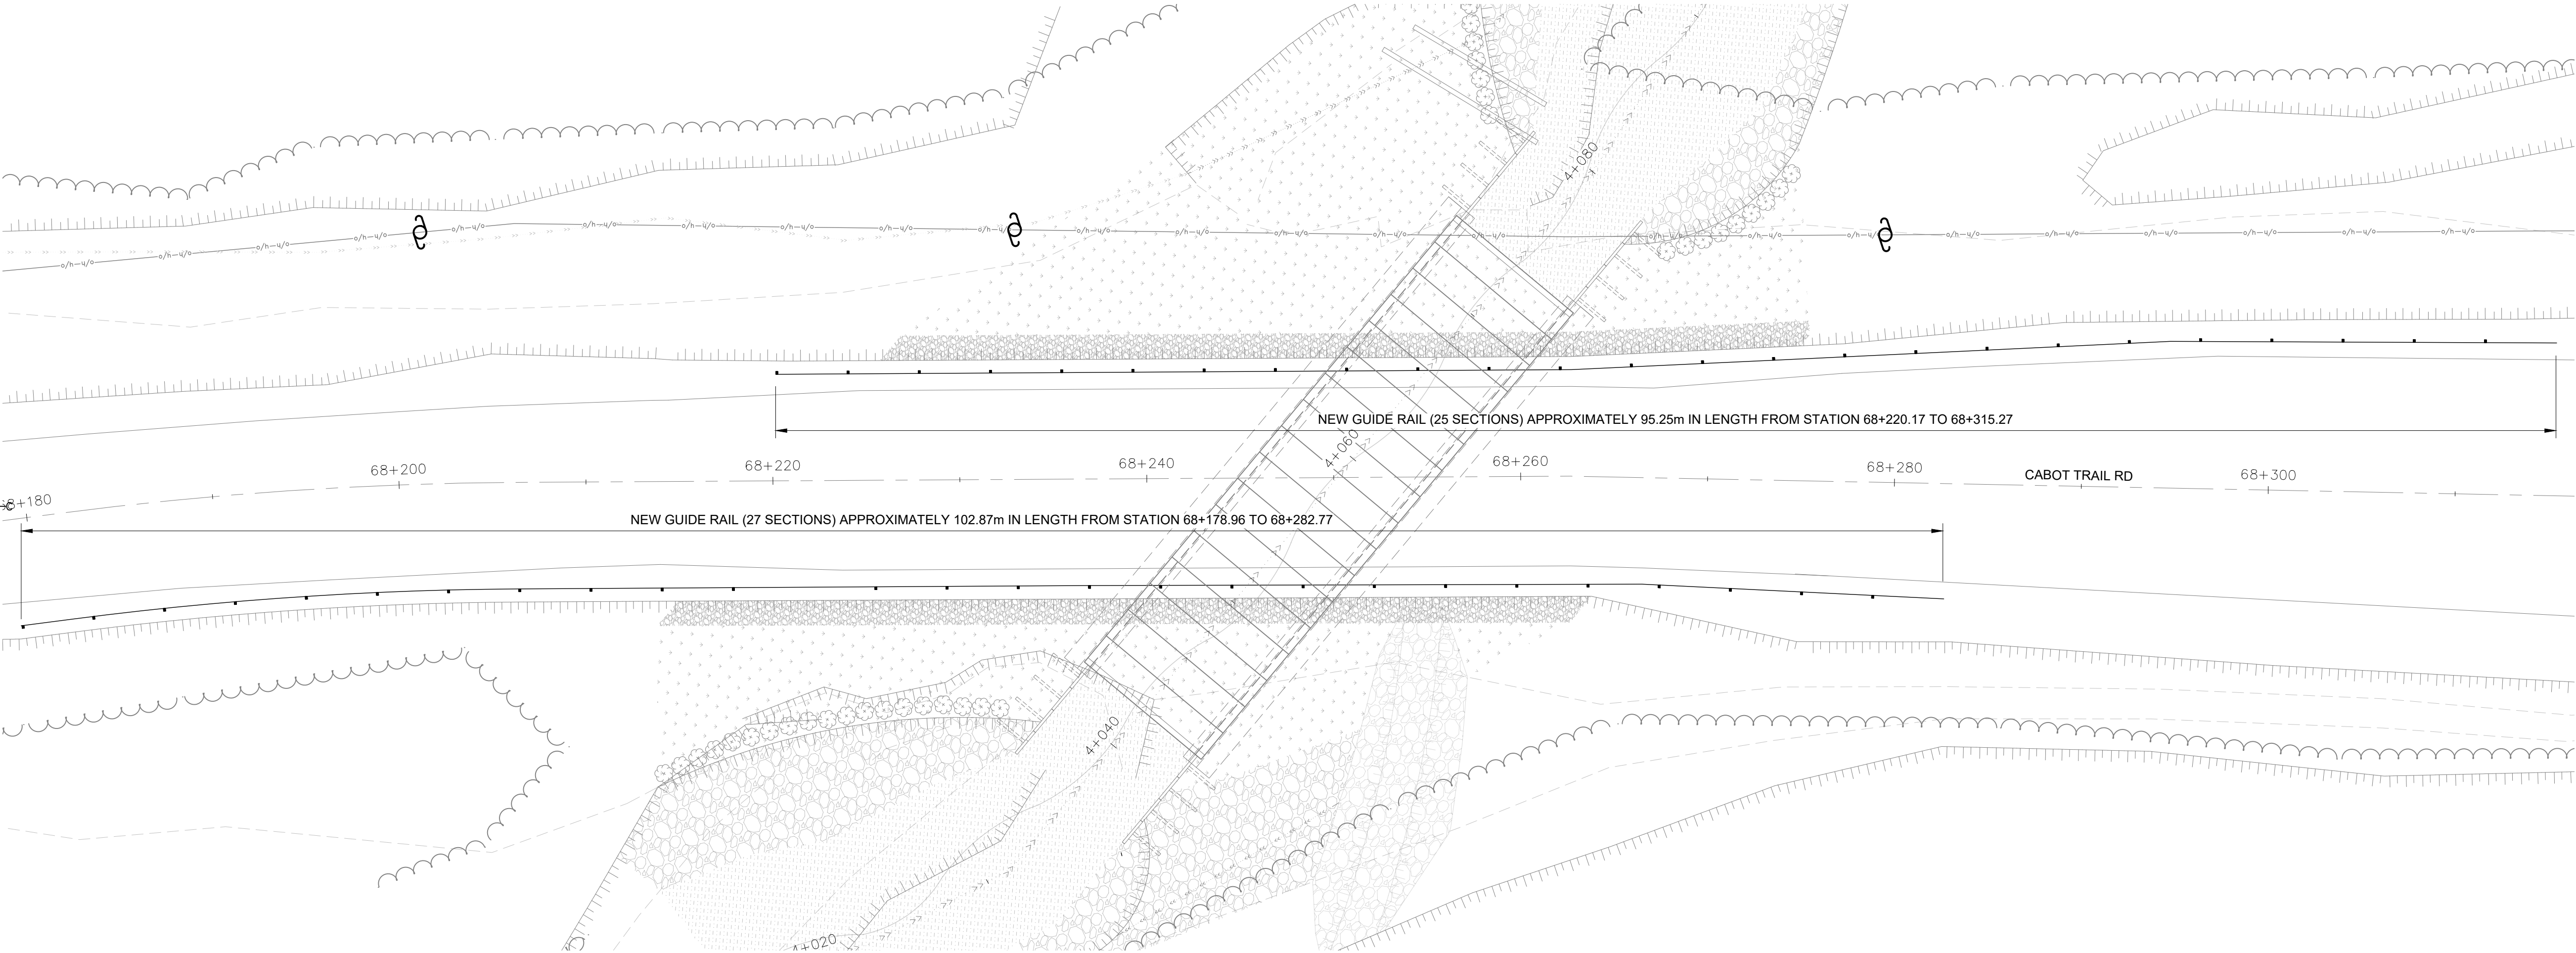 4+080
o/h-u/o o/h-u/o o/h-u/o o/h-u/o o/h-u/o o/h-u/o o/h-u/o o/h-u/o o/h-u/o o/h-u/o o/h-u/o o/h-u/o o/h-u/o o/h-u/o o/h-u/o o/h-u/o o/h-u/o o/h-u/o o/h-u/o o/h-u/o o/h-u/o o/h-u/o o/h-u/o o/h-u/o o/h-u/o
NEW GUIDE RAIL (25 SECTIONS) APPROXIMATELY 95.25m IN LENGTH FROM STATION 68+220.17 TO 68+315.27
4+060
68+180 68+200 68+220 68+240 68+260 68+280 CABOT TRAIL RD 68+300
NEW GUIDE RAIL (27 SECTIONS) APPROXIMATELY 102.87m IN LENGTH FROM STATION 68+178.96 TO 68+282.77
4+040
4+020